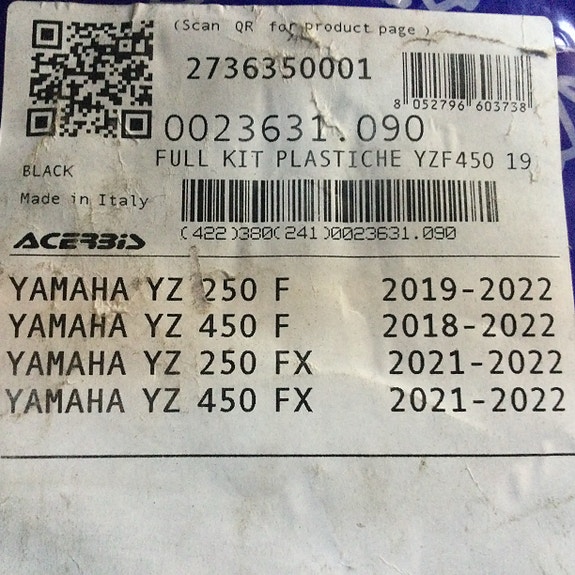 (Scan QR for product page )
2736350001
8 052796 603738
0023631.090
FULL KIT PLASTICHE YZF450 19
BLACK
Made in Italy
(422)380(241)0023631.090
ACERBIS
YAMAHA YZ 250 F 2019-2022
YAMAHA YZ 450 F 2018-2022
YAMAHA YZ 250 FX 2021-2022
YAMAHA YZ 450 FX 2021-2022